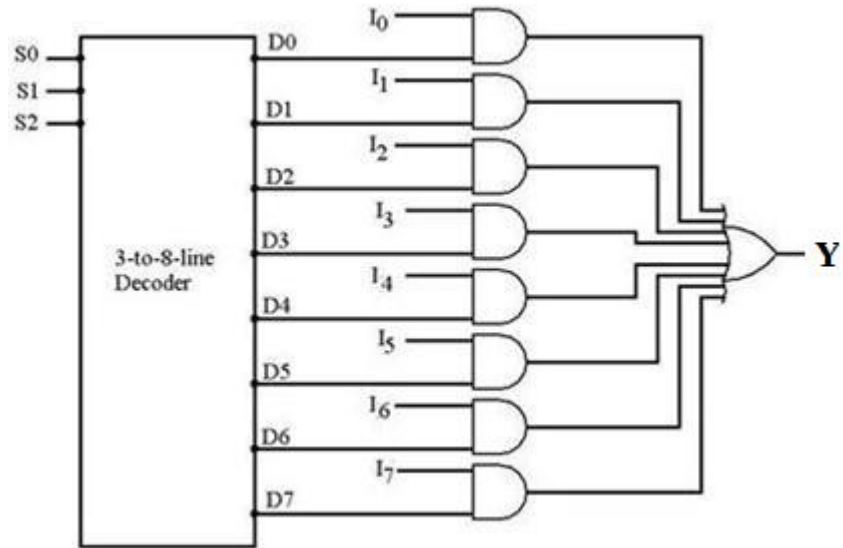 I0
D0
S0
S1
S2
I1
D1
I2
D2
I3
D3
3-to-8-line
Decoder
Y
I4
D4
I5
D5
I6
D6
I7
D7